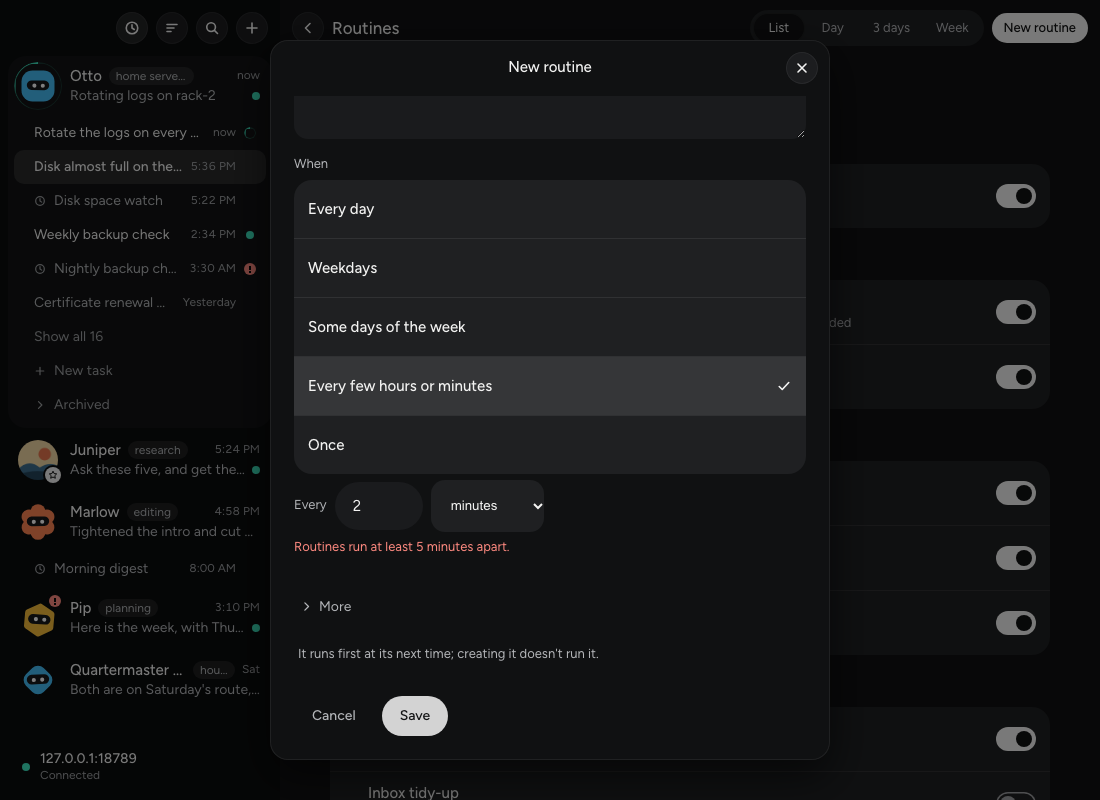 Routines
List
Day
3 days
Week
New routine
Otto
home serve...
now
Rotating logs on rack-2
Rotate the logs on every ...
now
Disk almost full on the...
5:36 PM
Disk space watch
5:22 PM
Weekly backup check
2:34 PM
Nightly backup ch...
3:30 AM
Certificate renewal ...
Yesterday
Show all 16
New task
Archived
Juniper
research
5:24 PM
Ask these five, and get the...
Marlow
editing
4:58 PM
Tightened the intro and cut ...
Morning digest
8:00 AM
Pip
planning
3:10 PM
Here is the week, with Thu...
Quartermaster ...
hou...
Sat
Both are on Saturday's route,...
127.0.0.1:18789
Connected
New routine
When
Every day
Weekdays
Some days of the week
Every few hours or minutes
Once
Every
2
minutes
Routines run at least 5 minutes apart.
More
It runs first at its next time; creating it doesn't run it.
Cancel
Save
ded
Inbox tidy-up